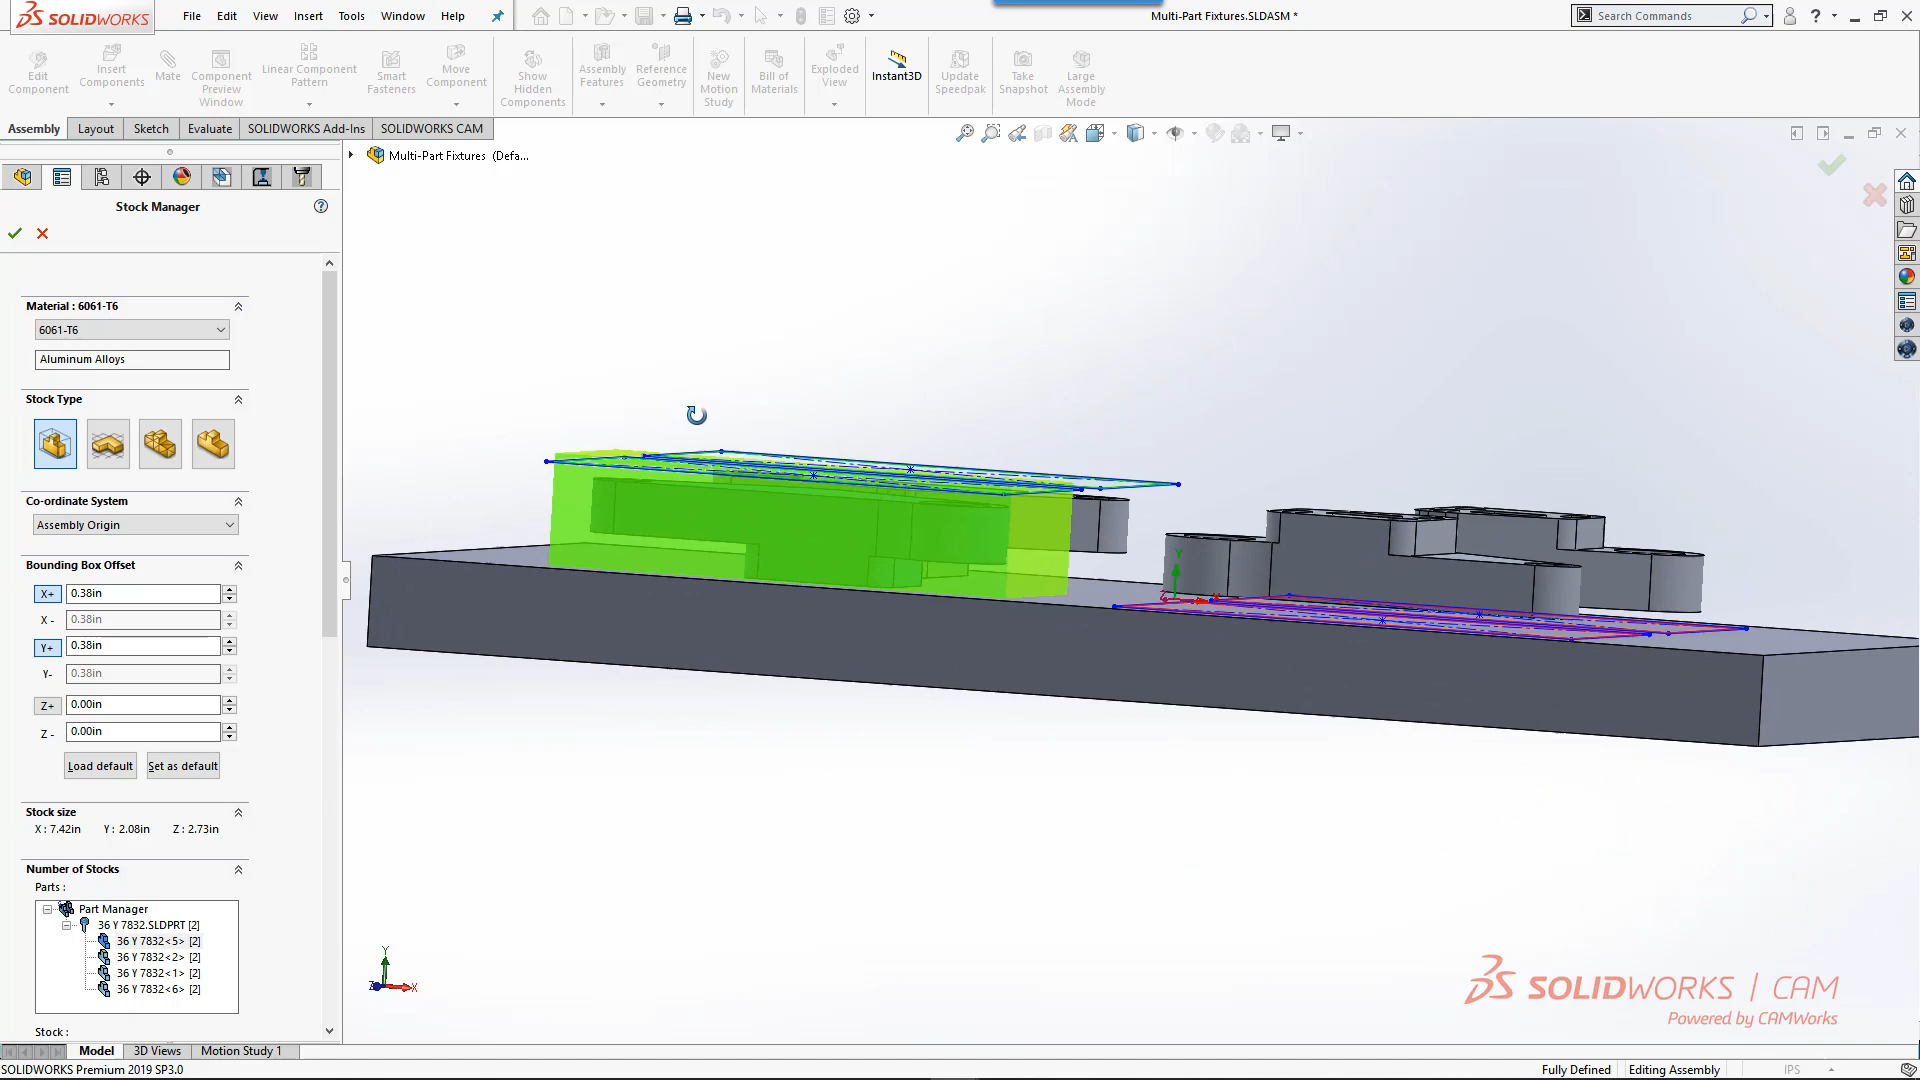 SOLIDWORKS
File Edit View Insert Tools Window Help
Multi-Part Fixtures.SLDASM *
Search Commands
Edit Component
Insert Components
Mate
Component Preview Window
Linear Component Pattern
Smart Fasteners
Move Component
Show Hidden Components
Assembly Features
Reference Geometry
New Motion Study
Bill of Materials
Exploded View
Instant3D
Update Speedpak
Take Snapshot
Large Assembly Mode
Assembly Layout Sketch Evaluate SOLIDWORKS Add-Ins SOLIDWORKS CAM
Multi-Part Fixtures (Defa...
Stock Manager
Material : 6061-T6
6061-T6
Aluminum Alloys
Stock Type
Co-ordinate System
Assembly Origin
Bounding Box Offset
X+ 0.38in
X - 0.38in
Y+ 0.38in
Y- 0.38in
Z+ 0.00in
Z - 0.00in
Load default Set as default
Stock size
X : 7.42in Y : 2.08in Z : 2.73in
Number of Stocks
Parts :
Part Manager
36 Y 7832.SLDPRT [2]
36 Y 7832<5> [2]
36 Y 7832<2> [2]
36 Y 7832<1> [2]
36 Y 7832<6> [2]
Stock :
Y
X
Z
Y
X
SOLIDWORKS | CAM
Powered by CAMWorks
Model 3D Views Motion Study 1
SOLIDWORKS Premium 2019 SP3.0
Fully Defined Editing Assembly IPS